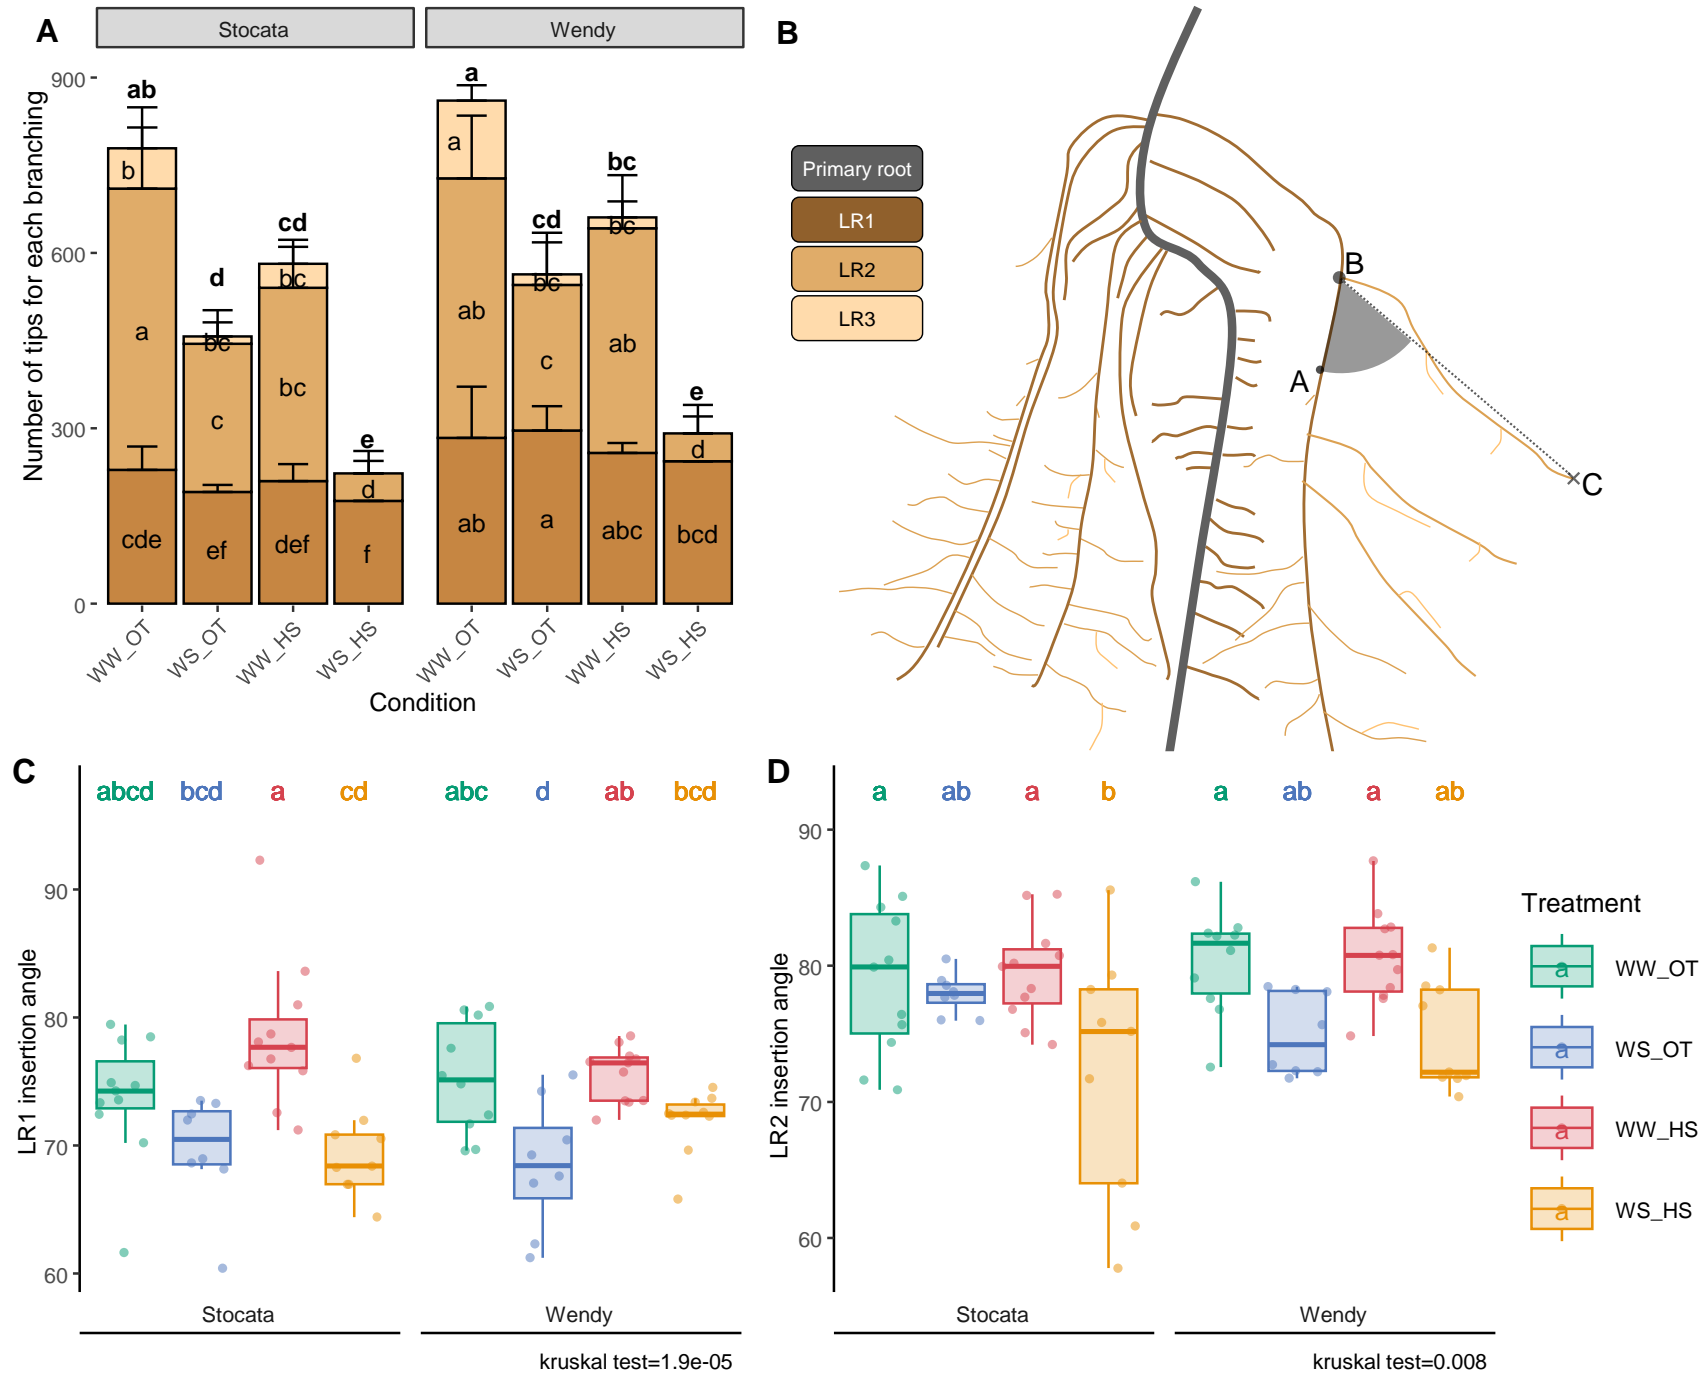 A
Stocata
Wendy
Number of tips for each branching
900
600
300
0
ab
b
a
cde
d
bc
c
ef
cd
bc
bc
def
e
d
f
a
a
ab
ab
cd
bc
c
a
bc
bc
ab
abc
e
d
bcd
WW_OT
WS_OT
WW_HS
WS_HS
WW_OT
WS_OT
WW_HS
WS_HS
Condition
B
Primary root
LR1
LR2
LR3
B
A
C
C
LR1 insertion angle
90
80
70
60
abcd
bcd
a
cd
abc
d
ab
bcd
Stocata
Wendy
kruskal test=1.9e-05
D
LR2 insertion angle
90
80
70
60
a
ab
a
b
a
ab
a
ab
Stocata
Wendy
kruskal test=0.008
Treatment
a WW_OT
a WS_OT
a WW_HS
a WS_HS